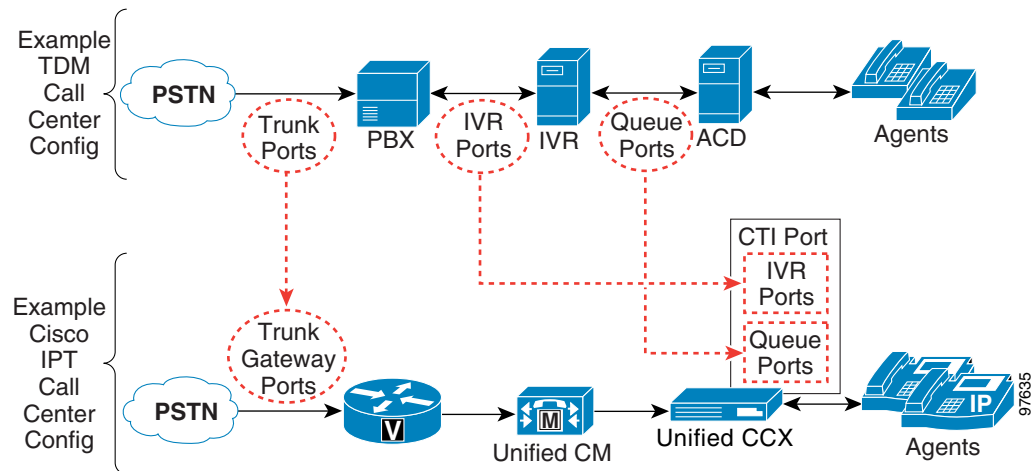 Example
TDM
Call
Center
Config
PSTN
Trunk
Ports
PBX
IVR
Ports
IVR
Queue
Ports
ACD
Agents
CTI Port
IVR
Ports
Queue
Ports
Example
Cisco
IPT
Call
Center
Config
PSTN
Trunk
Gateway
Ports
V
M
Unified CM
Unified CCX
IP
Agents
97635